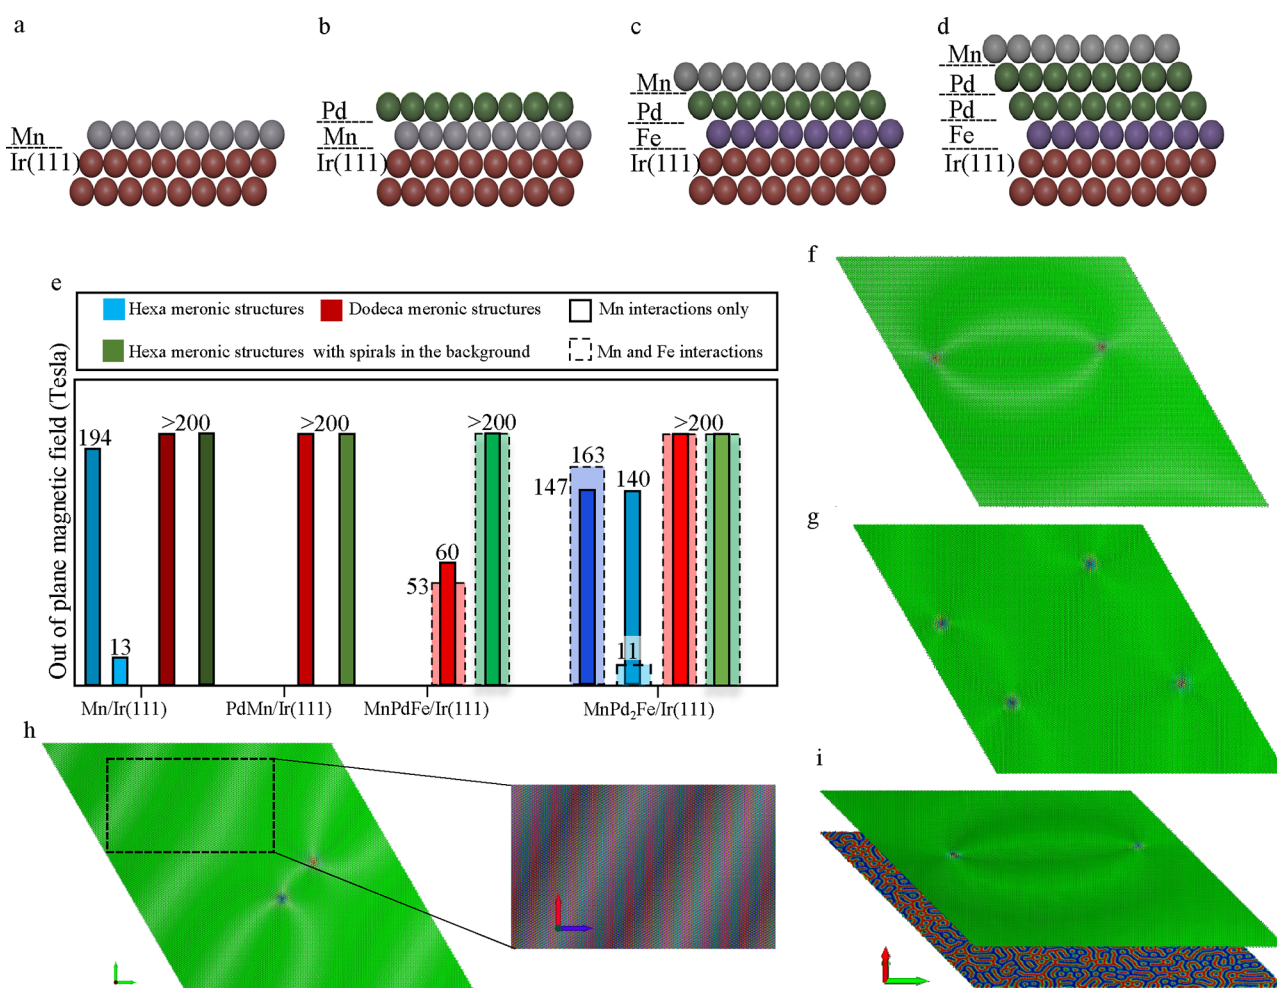 a
b
c
d
Mn
Ir(111)
Pd
Mn
Ir(111)
Mn
Pd
Fe
Ir(111)
Mn
Pd
Pd
Fe
Ir(111)
e
Hexa meronic structures
Dodeca meronic structures
Mn interactions only
Hexa meronic structures with spirals in the background
Mn and Fe interactions
Out of plane magnetic field (Tesla)
194
13
>200
>200
53
60
>200
147
163
140
11
>200
Mn/Ir(111)
PdMn/Ir(111)
MnPdFe/Ir(111)
MnPd₂Fe/Ir(111)
f
g
h
i